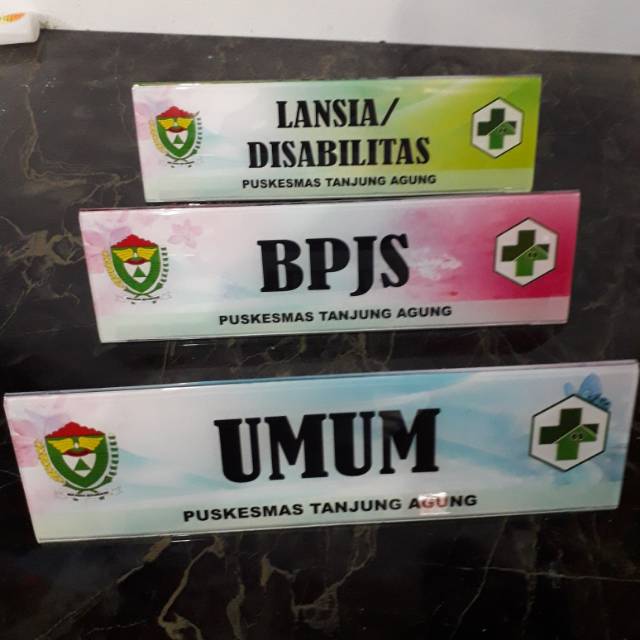 LANSIA/
DISABILITAS
PUSKESMAS TANJUNG AGUNG
BPJS
PUSKESMAS TANJUNG AGUNG
UMUM
PUSKESMAS TANJUNG AGUNG